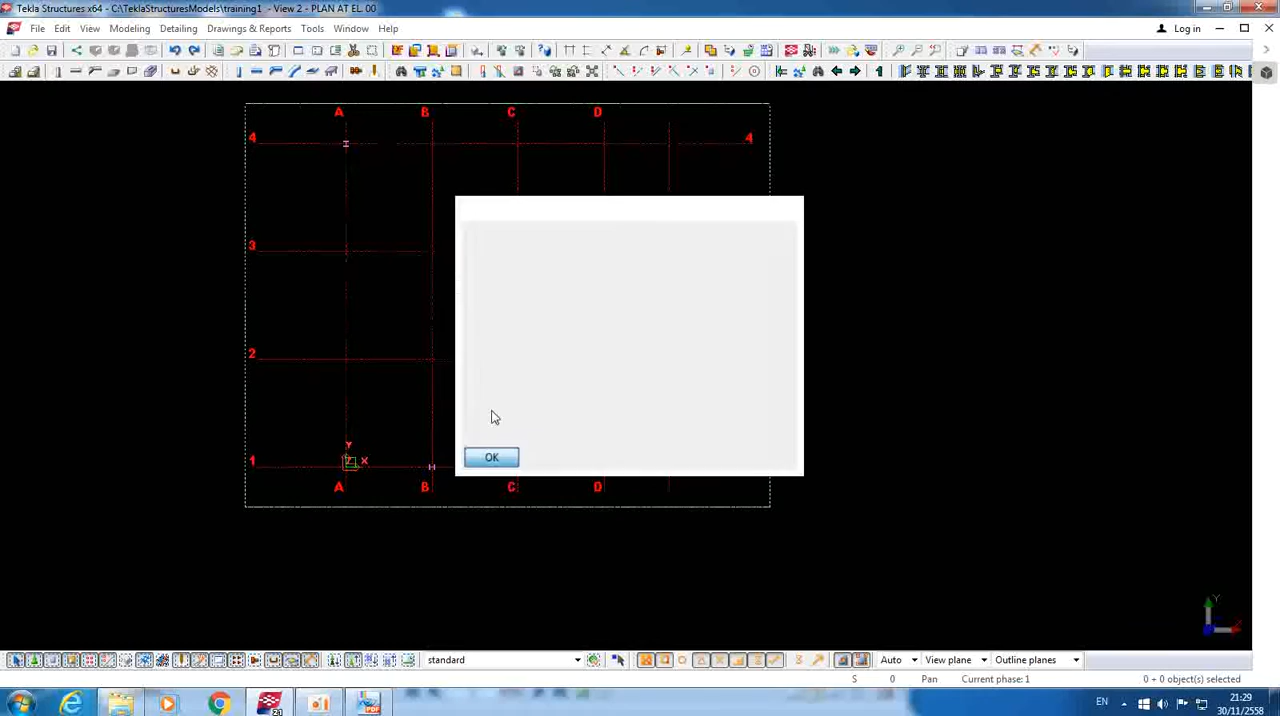 Tekla Structures x64 - C:\TeklaStructuresModels\training1 - View 2 - PLAN AT EL. 00
File Edit View Modeling Detailing Drawings & Reports Tools Window Help Log in
A B C D
4 4
3
2
Y
1 X
A B C D
OK
Y
standard Auto View plane Outline planes
S 0 Pan Current phase: 1 0 + 0 object(s) selected
21
PDF
EN 21:29
30/11/2558